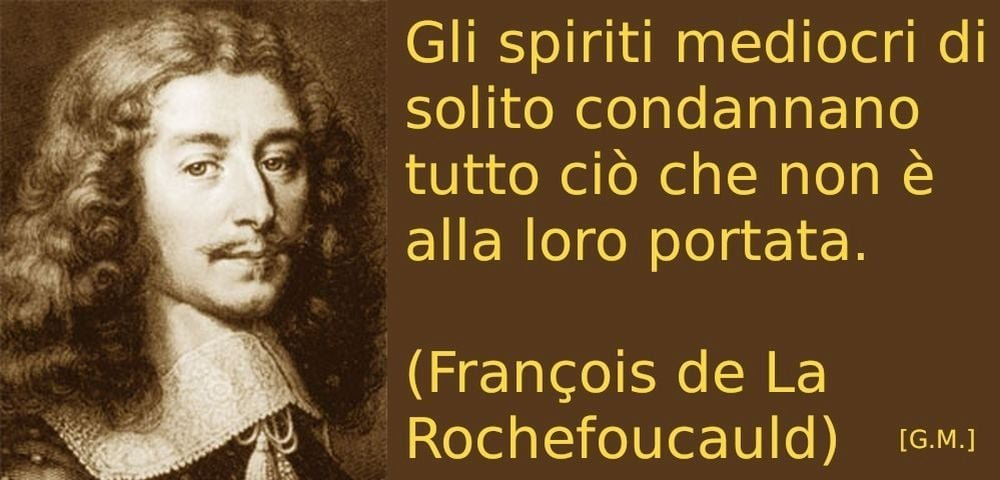 Gli spiriti mediocri di
solito condannano
tutto ciò che non è
alla loro portata.
(François de La
Rochefoucauld)
[G.M.]